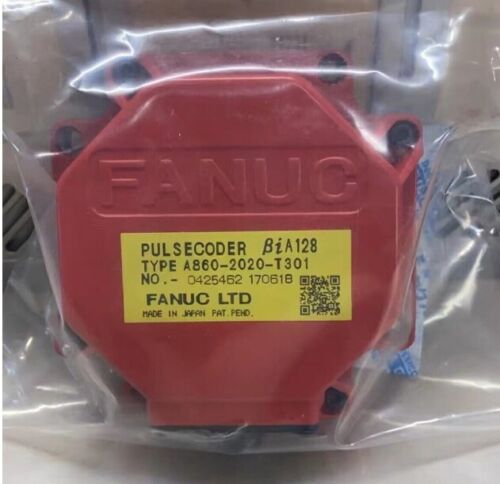 FANUC
PULSECODER βiA128
TYPE A860-2020-T301
NO.- 0425462 170618
FANUC LTD
MADE IN JAPAN PAT.PEND.